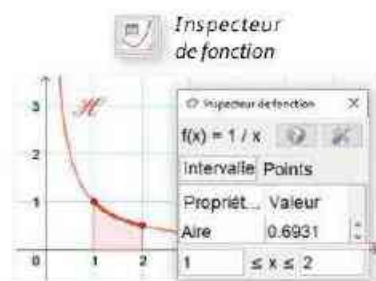 Inspecteur
de fonction
ℋ
3
2
1
0
1
2
Inspecteur de fonction
f(x) = 1 / x
Intervalle Points
Propriét... Valeur
Aire 0.6931
1 ≤ x ≤ 2